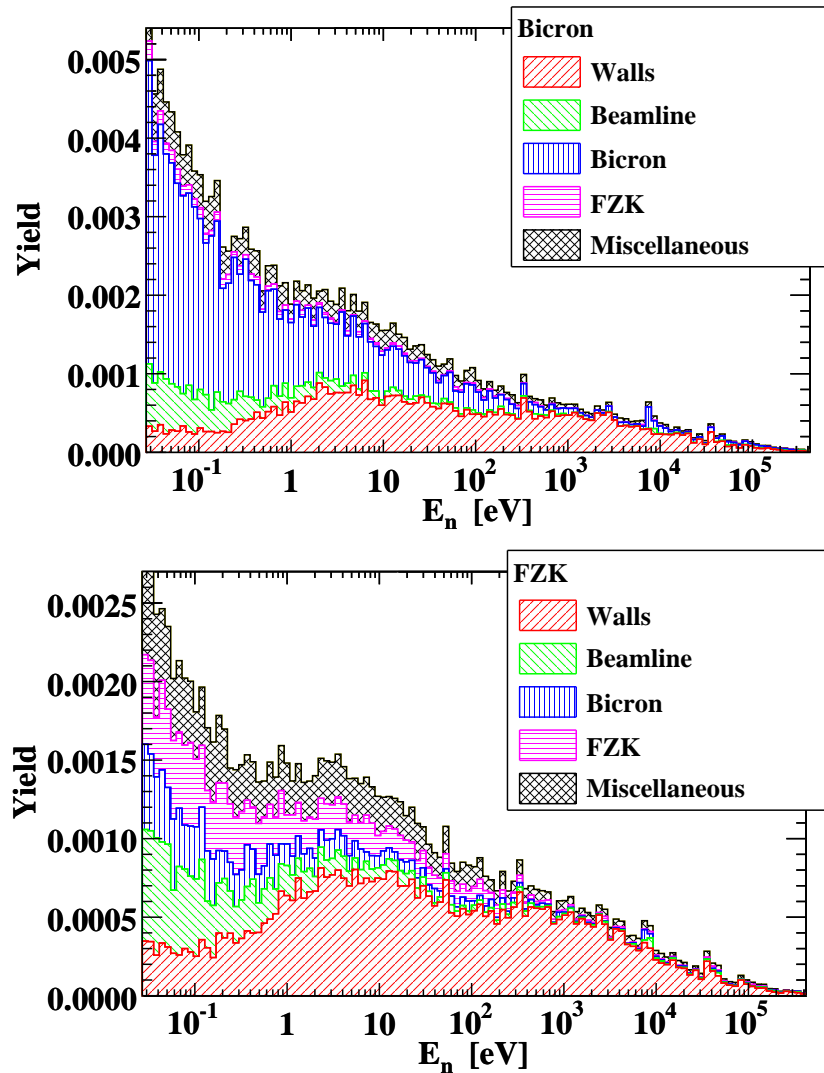 Bicron
Walls
Beamline
Bicron
FZK
Miscellaneous
Yield
0.005
0.004
0.003
0.002
0.001
0.000
10^-1
1
10
10^2
10^3
10^4
10^5
E_n [eV]
FZK
Walls
Beamline
Bicron
FZK
Miscellaneous
Yield
0.0025
0.0020
0.0015
0.0010
0.0005
0.0000
10^-1
1
10
10^2
10^3
10^4
10^5
E_n [eV]